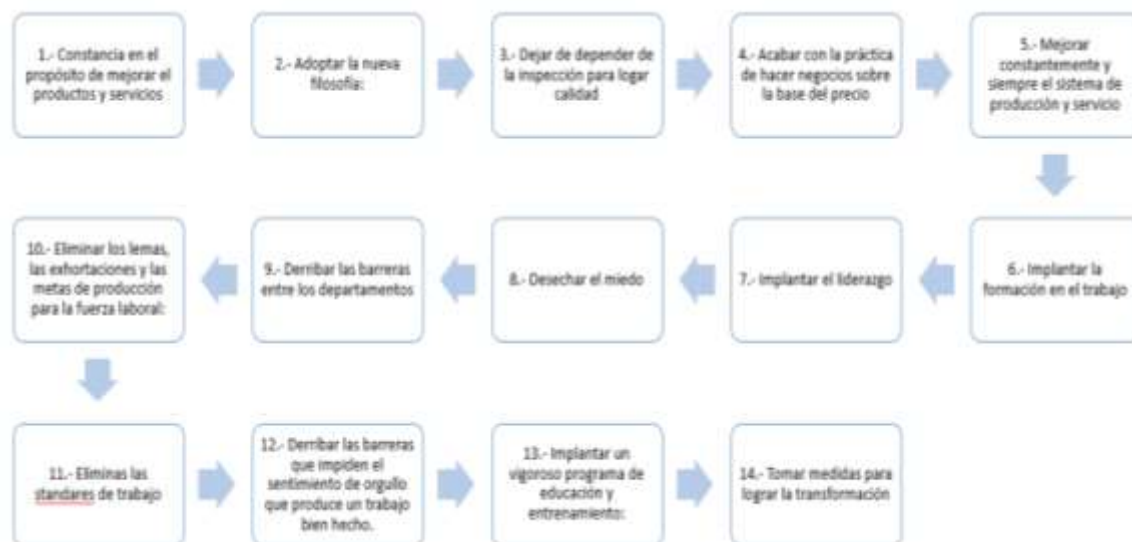 1.- Constancia en el
propósito de mejorar el
productos y servicios
2.- Adoptar la nueva
filosofía:
3.- Dejar de depender de
la inspección para logar
calidad
4.- Acabar con la práctica
de hacer negocios sobre
la base del precio
5.- Mejorar
constantemente y
siempre el sistema de
producción y servicio
6.- Implantar la
formación en el trabajo
7.- Implantar el liderazgo
8.- Desechar el miedo
9.- Derribar las barreras
entre los departamentos
10.- Eliminar los lemas,
las exhortaciones y las
metas de producción
para la fuerza laboral:
11.- Eliminas las
standares de trabajo
12.- Derribar las barreras
que impiden el
sentimiento de orgullo
que produce un trabajo
bien hecho.
13.- Implantar un
vigoroso programa de
educación y
entrenamiento:
14.- Tomar medidas para
lograr la transformación